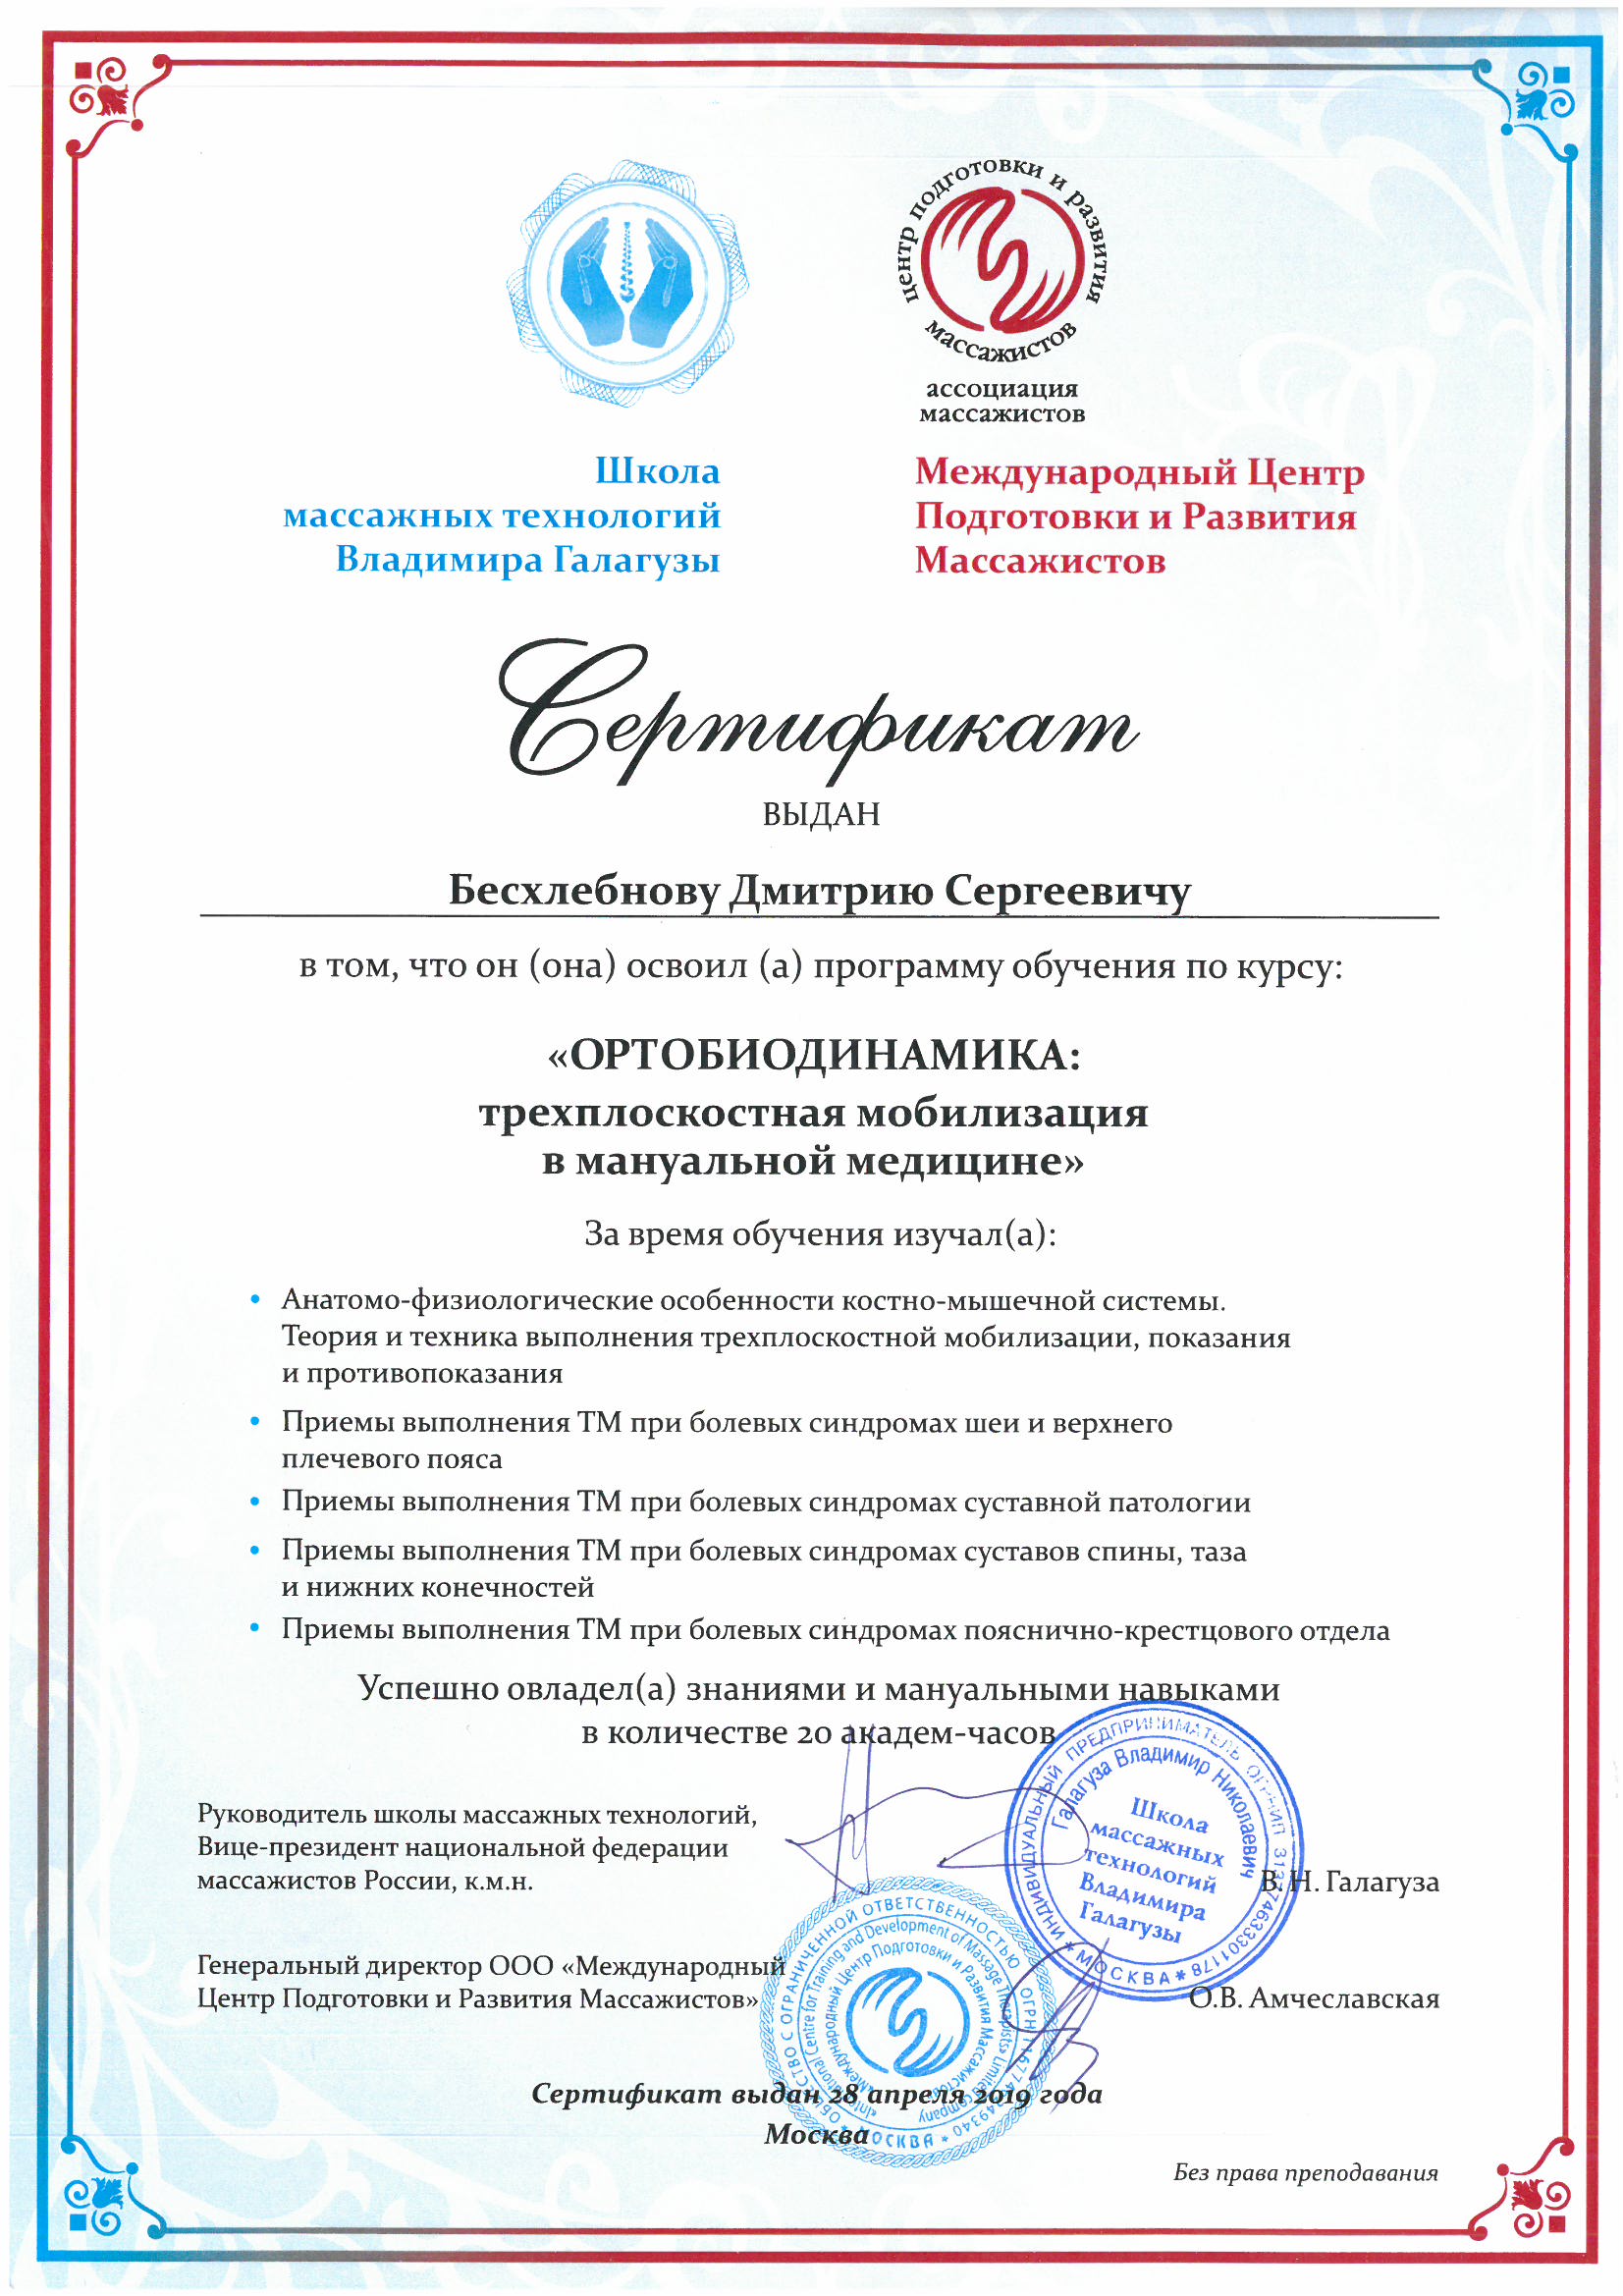 центр подготовки и развития
массажистов
ассоциация
массажистов
Школа
массажных технологий
Владимира Галагузы
Международный Центр
Подготовки и Развития
Массажистов
Сертификат
ВЫДАН
Бесхлебнову Дмитрию Сергеевичу
в том, что он (она) освоил (а) программу обучения по курсу:
«ОРТОБИОДИНАМИКА:
трехплоскостная мобилизация
в мануальной медицине»
За время обучения изучал(а):
• Анатомо-физиологические особенности костно-мышечной системы.
Теория и техника выполнения трехплоскостной мобилизации, показания
и противопоказания
• Приемы выполнения ТМ при болевых синдромах шеи и верхнего
плечевого пояса
• Приемы выполнения ТМ при болевых синдромах суставной патологии
• Приемы выполнения ТМ при болевых синдромах суставов спины, таза
и нижних конечностей
• Приемы выполнения ТМ при болевых синдромах пояснично-крестцового отдела
Успешно овладел(а) знаниями и мануальными навыками
в количестве 20 академ-часов
Руководитель школы массажных технологий,
Вице-президент национальной федерации
массажистов России, к.м.н.
В. Н. Галагуза
ИНДИВИДУАЛЬНЫЙ ПРЕДПРИНИМАТЕЛЬ ОГРНИП
* МОСКВА *
Галагуза Владимир Николаевич
Школа
массажных
технологий
Владимира
Галагузы
Генеральный директор ООО «Международный
Центр Подготовки и Развития Массажистов»
О.В. Амчеславская
ОБЩЕСТВО С ОГРАНИЧЕННОЙ ОТВЕТСТВЕННОСТЬЮ
* МОСКВА *
«International Centre for Training and Development of Massage Therapists» Limited company
«Международный Центр Подготовки и Развития Массажистов»
Сертификат выдан 28 апреля 2019 года
Москва
Без права преподавания